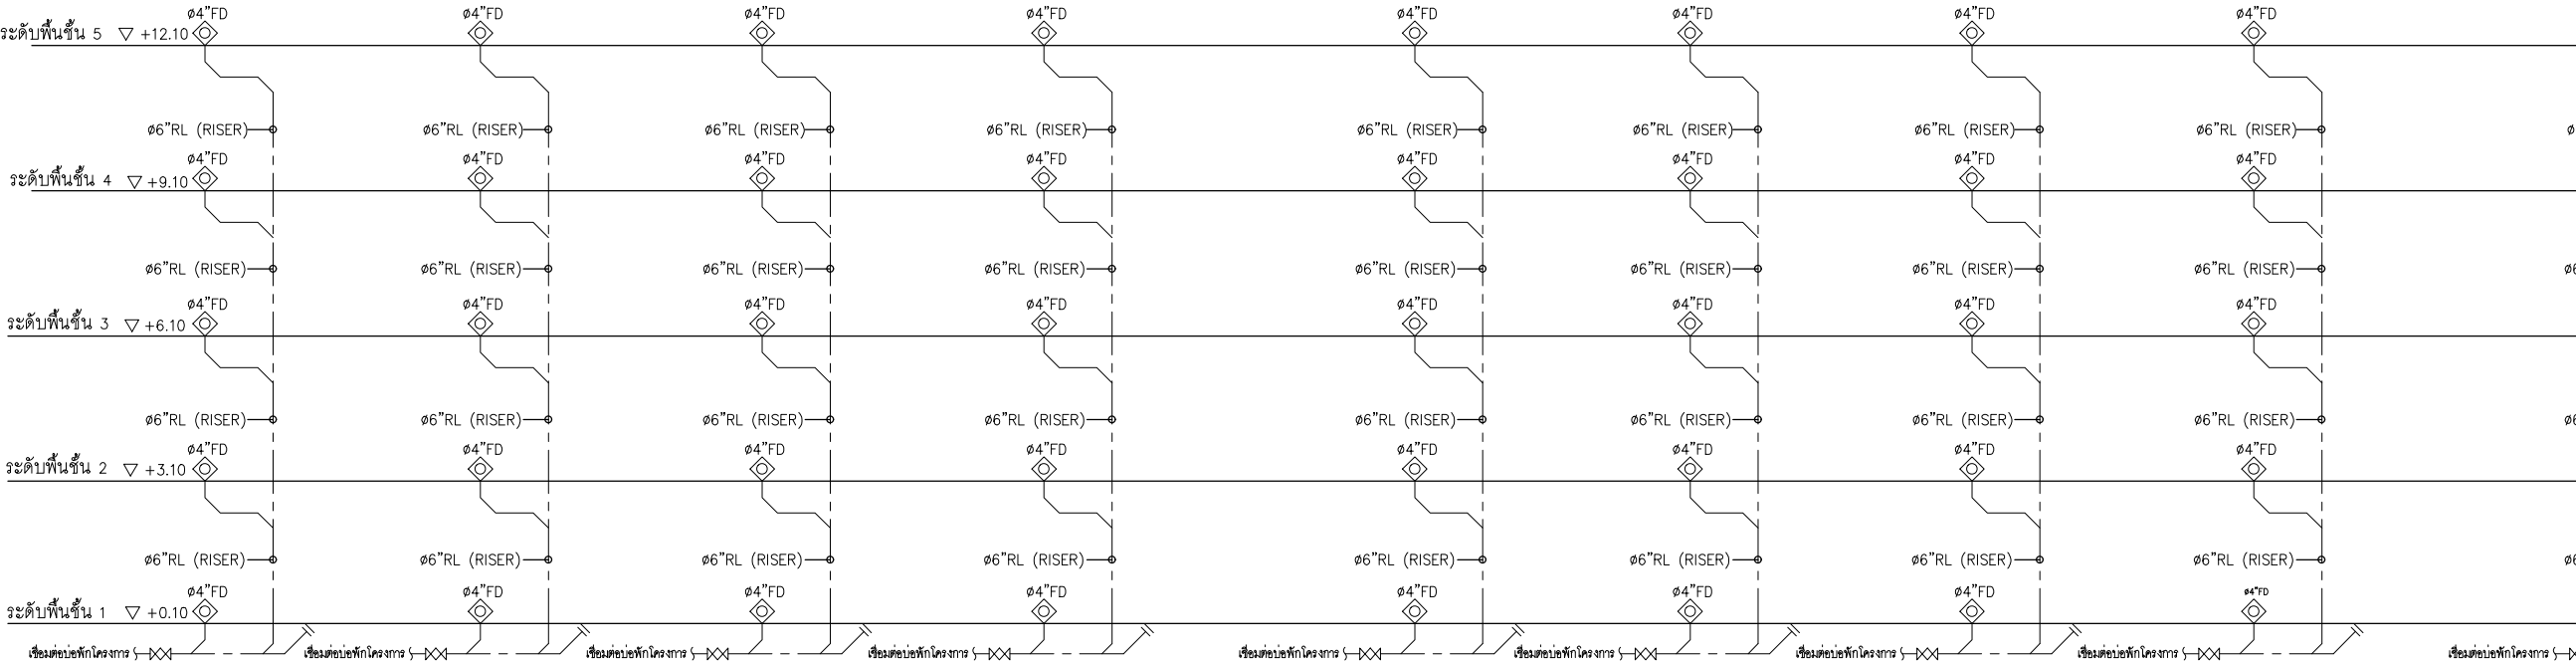 ø4"FD ø4"FD ø4"FD ø4"FD ø4"FD ø4"FD ø4"FD ø4"FD
ระดับพื้นชั้น 5 +12.10
ø6"RL (RISER) ø6"RL (RISER) ø6"RL (RISER) ø6"RL (RISER) ø6"RL (RISER) ø6"RL (RISER) ø6"RL (RISER) ø6"RL (RISER) ø
ø4"FD ø4"FD ø4"FD ø4"FD ø4"FD ø4"FD ø4"FD ø4"FD
ระดับพื้นชั้น 4 +9.10
ø6"RL (RISER) ø6"RL (RISER) ø6"RL (RISER) ø6"RL (RISER) ø6"RL (RISER) ø6"RL (RISER) ø6"RL (RISER) ø6"RL (RISER) ø6
ø4"FD ø4"FD ø4"FD ø4"FD ø4"FD ø4"FD ø4"FD ø4"FD
ระดับพื้นชั้น 3 +6.10
ø6"RL (RISER) ø6"RL (RISER) ø6"RL (RISER) ø6"RL (RISER) ø6"RL (RISER) ø6"RL (RISER) ø6"RL (RISER) ø6"RL (RISER) ø6
ø4"FD ø4"FD ø4"FD ø4"FD ø4"FD ø4"FD ø4"FD ø4"FD
ระดับพื้นชั้น 2 +3.10
ø6"RL (RISER) ø6"RL (RISER) ø6"RL (RISER) ø6"RL (RISER) ø6"RL (RISER) ø6"RL (RISER) ø6"RL (RISER) ø6"RL (RISER) ø6
ø4"FD ø4"FD ø4"FD ø4"FD ø4"FD ø4"FD ø4"FD ø4"FD
ระดับพื้นชั้น 1 +0.10
เชื่อมต่อบ่อพักโครงการ เชื่อมต่อบ่อพักโครงการ เชื่อมต่อบ่อพักโครงการ เชื่อมต่อบ่อพักโครงการ เชื่อมต่อบ่อพักโครงการ เชื่อมต่อบ่อพักโครงการ เชื่อมต่อบ่อพักโครงการ เชื่อมต่อบ่อพักโครงการ เชื่อมต่อบ่อพักโครงการ